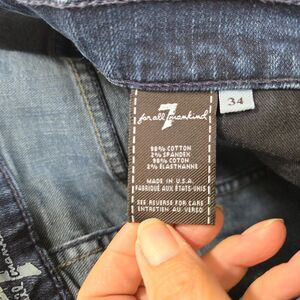 7
for all mankind
34
98% COTTON
2% SPANDEX
98% COTON
2% ÉLASTHANNE
MADE IN U.S.A.
FABRIQUÉ AUX ÉTATS-UNIS
SEE REVERSE FOR CARE
ENTRETIEN AU VERSO